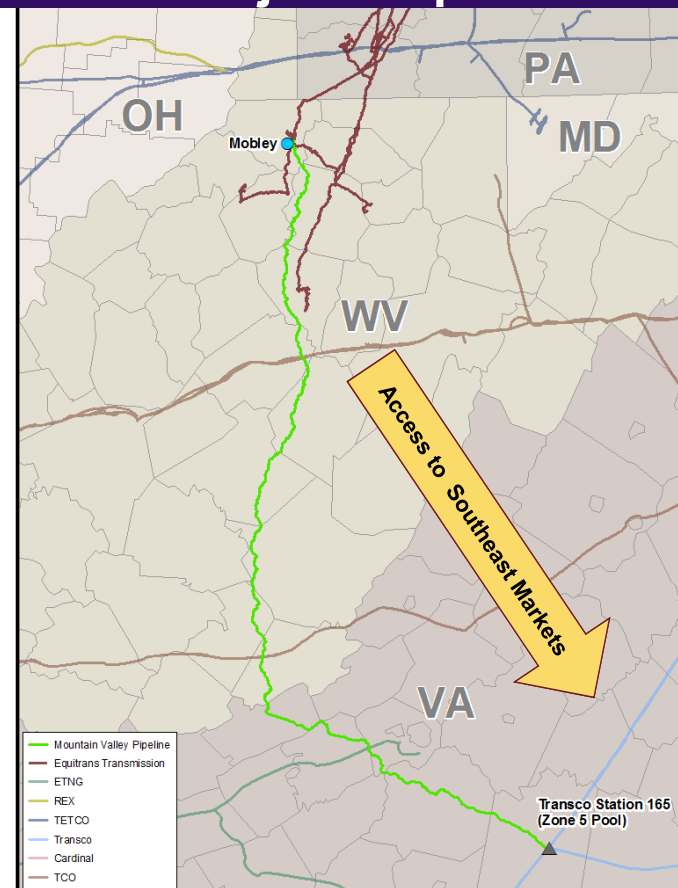 PA
OH
MD
Mobley
WV
Access to Southeast Markets
VA
Mountain Valley Pipeline
Equitrans Transmission
ETNG
REX
TETCO
Transco
Cardinal
TCO
Transco Station 165
(Zone 5 Pool)